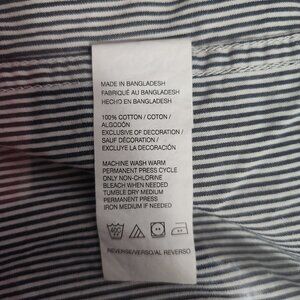 MADE IN BANGLADESH
FABRIQUÉ AU BANGLADESH
HECHO EN BANGLADESH
100% COTTON / COTON /
ALGODÓN
EXCLUSIVE OF DECORATION /
SAUF DÉCORATION /
EXCLUYE LA DECORACIÓN
MACHINE WASH WARM
PERMANENT PRESS CYCLE
ONLY NON-CHLORINE
BLEACH WHEN NEEDED
TUMBLE DRY MEDIUM
PERMANENT PRESS
IRON MEDIUM IF NEEDED
REVERSE/VERSO/AL REVERSO